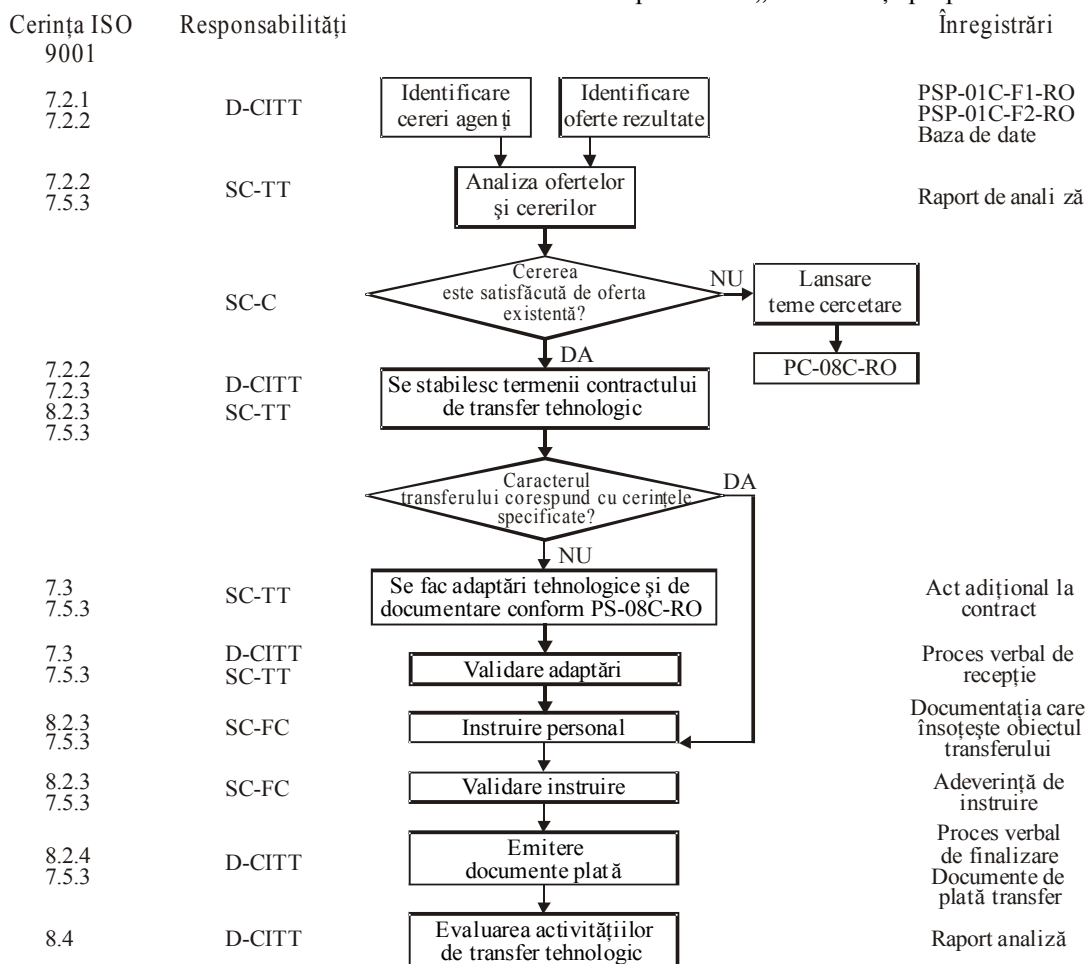 Cerința ISO
9001
Responsabilități
Înregistrări
7.2.1
7.2.2
D-CITT
Identificare
cereri agenți
Identificare
oferte rezultate
PSP-01C-F1-RO
PSP-01C-F2-RO
Baza de date
7.2.2
7.5.3
SC-TT
Analiza ofertelor
și cererilor
Raport de analiză
SC-C
Cererea
este satisfăcută de oferta
existentă?
NU
Lansare
teme cercetare
DA
PC-08C-RO
7.2.2
7.2.3
8.2.3
7.5.3
D-CITT
SC-TT
Se stabilesc termenii contractului
de transfer tehnologic
Caracterul
transferului corespund cu cerințele
specificate?
DA
NU
7.3
7.5.3
SC-TT
Se fac adaptări tehnologice și de
documentare conform PS-08C-RO
Act adițional la
contract
7.3
7.5.3
D-CITT
SC-TT
Validare adaptări
Proces verbal de
recepție
8.2.3
7.5.3
SC-FC
Instruire personal
Documentația care
însoțește obiectul
transferului
8.2.3
7.5.3
SC-FC
Validare instruire
Adeverință de
instruire
8.2.4
7.5.3
D-CITT
Emitere
documente plată
Proces verbal
de finalizare
Documente de
plată transfer
8.4
D-CITT
Evaluarea activitățiilor
de transfer tehnologic
Raport analiză